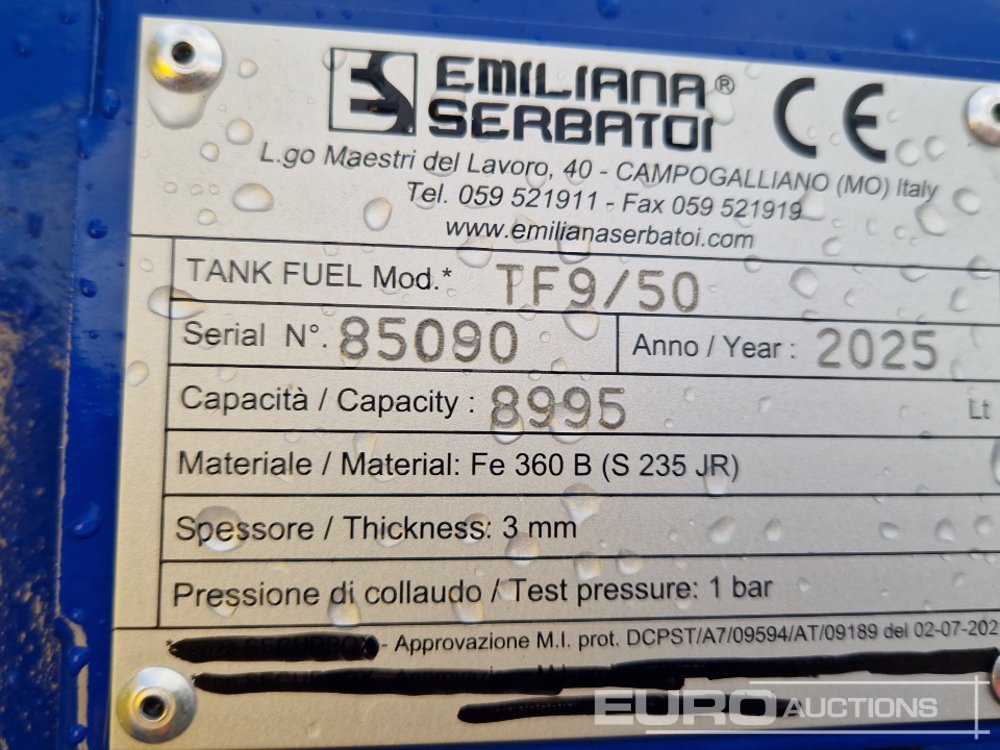 EMILIANA®
SERBATOI
CE
L.go Maestri del Lavoro, 40 - CAMPOGALLIANO (MO) Italy
Tel. 059 521911 - Fax 059 521919
www.emilianaserbatoi.com
TANK FUEL Mod.* TF9/50
Serial N°. 85090 Anno / Year : 2025
Capacità / Capacity : 8995 Lt
Materiale / Material: Fe 360 B (S 235 JR)
Spessore / Thickness: 3 mm
Pressione di collaudo / Test pressure: 1 bar
- Approvazione M.I. prot. DCPST/A7/09594/AT/09189 del 02-07-202
EURO AUCTIONS